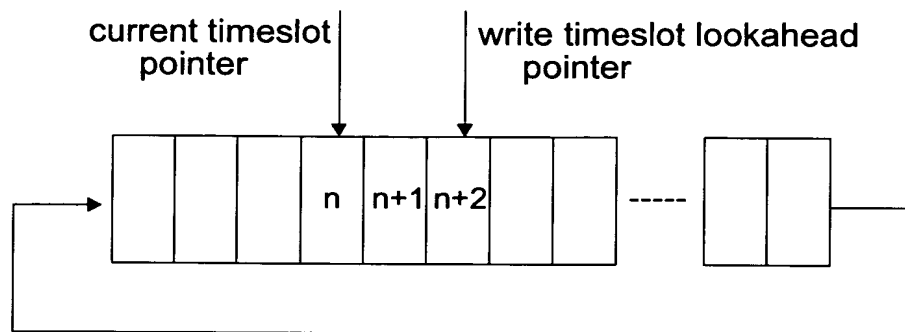 current timeslot
pointer
write timeslot lookahead
pointer
n
n+1
n+2